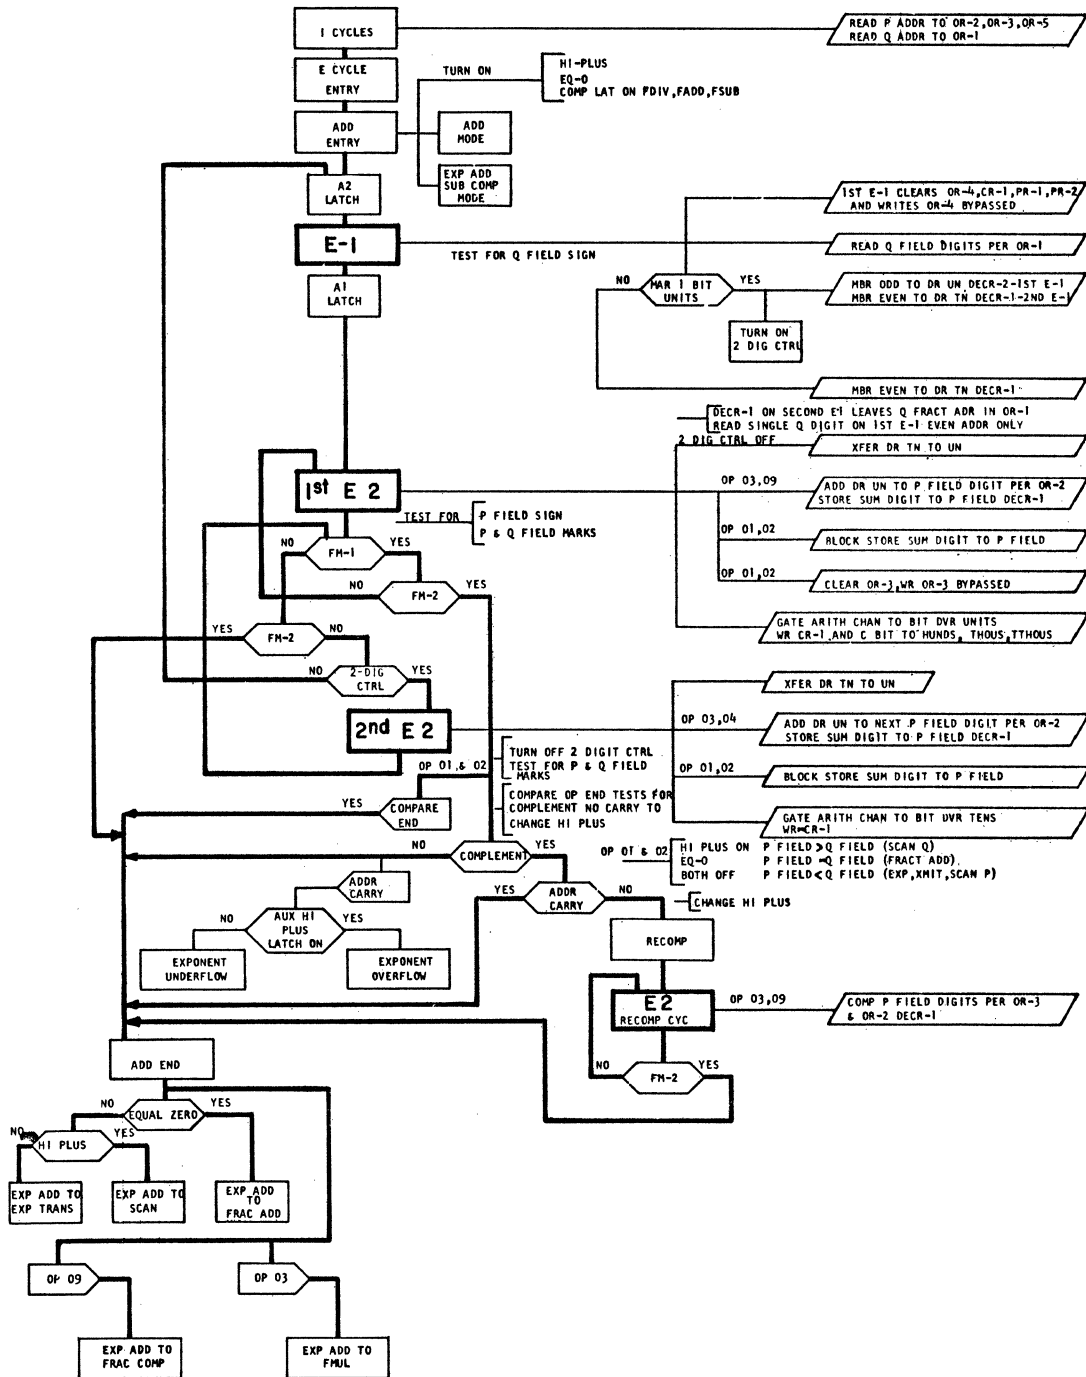 I CYCLES
READ P ADDR TO OR-2,OR-3,OR-5
READ Q ADDR TO OR-1
E CYCLE
ENTRY
TURN ON
HI-PLUS
EQ-0
COMP LAT ON FDIV,FADD,FSUB
ADD
ENTRY
ADD
MODE
EXP ADD
SUB COMP
MODE
A2
LATCH
1ST E-1 CLEARS OR-4,CR-1,PR-1,PR-2
AND WRITES OR-4 BYPASSED
E-1
TEST FOR Q FIELD SIGN
READ Q FIELD DIGITS PER OR-1
A1
LATCH
NO
MAR 1 BIT
UNITS
YES
MBR ODD TO DR UN DECR-2-1ST E-1
MBR EVEN TO DR TN DECR-1-2ND E-1
TURN ON
2 DIG CTRL
MBR EVEN TO DR TN DECR-1
DECR-1 ON SECOND E1 LEAVES Q FRACT ADR IN OR-1
READ SINGLE Q DIGIT ON 1ST E-1 EVEN ADDR ONLY
2 DIG CTRL OFF
XFER DR TN TO UN
1st E 2
OP 03,09
ADD DR UN TO P FIELD DIGIT PER OR-2
STORE SUM DIGIT TO P FIELD DECR-1
TEST FOR
P FIELD SIGN
P & Q FIELD MARKS
NO
FM-1
YES
OP 01,02
BLOCK STORE SUM DIGIT TO P FIELD
NO
FM-2
YES
OP 01,02
CLEAR OR-3,WR OR-3 BYPASSED
YES
FM-2
NO
GATE ARITH CHAN TO BIT DVR UNITS
WR CR-1 AND C BIT TO HUNDS, THOUS,TTHOUS
NO
2-DIG
CTRL
YES
XFER DR TN TO UN
2nd E 2
OP 03,04
ADD DR UN TO NEXT P FIELD DIGIT PER OR-2
STORE SUM DIGIT TO P FIELD DECR-1
TURN OFF 2 DIGIT CTRL
TEST FOR P & Q FIELD
MARKS
OP 01 & 02
OP 01,02
BLOCK STORE SUM DIGIT TO P FIELD
YES
COMPARE
END
COMPARE OP END TESTS FOR
COMPLEMENT NO CARRY TO
CHANGE HI PLUS
GATE ARITH CHAN TO BIT DVR TENS
WR=CR-1
NO
COMPLEMENT
YES
OP 01 & 02
HI PLUS ON P FIELD > Q FIELD (SCAN Q)
EQ-0 P FIELD = Q FIELD (FRACT ADD)
BOTH OFF P FIELD < Q FIELD (EXP,XMIT,SCAN P)
ADDR
CARRY
YES
ADDR
CARRY
NO
CHANGE HI PLUS
NO
AUX HI
PLUS
LATCH ON
YES
RECOMP
EXPONENT
UNDERFLOW
EXPONENT
OVERFLOW
E2
RECOMP CYC
OP 03,09
COMP P FIELD DIGITS PER OR-3
& OR-2 DECR-1
ADD END
NO
FM-2
YES
NO
EQUAL ZERO
YES
NO
HI PLUS
YES
EXP ADD TO
EXP TRANS
EXP ADD TO
SCAN
EXP ADD
TO
FRAC ADD
OP 09
OP 03
EXP ADD TO
FRAC COMP
EXP ADD TO
FMUL